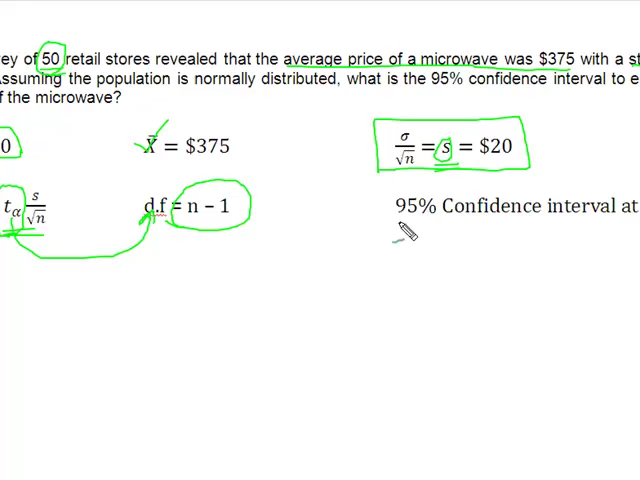 vey of 50 retail stores revealed that the average price of a microwave was $375 with a st
Assuming the population is normally distributed, what is the 95% confidence interval to e
f the microwave?
0 X̄ = $375 σ/√n = s = $20
tα s/√n d.f = n – 1 95% Confidence interval at